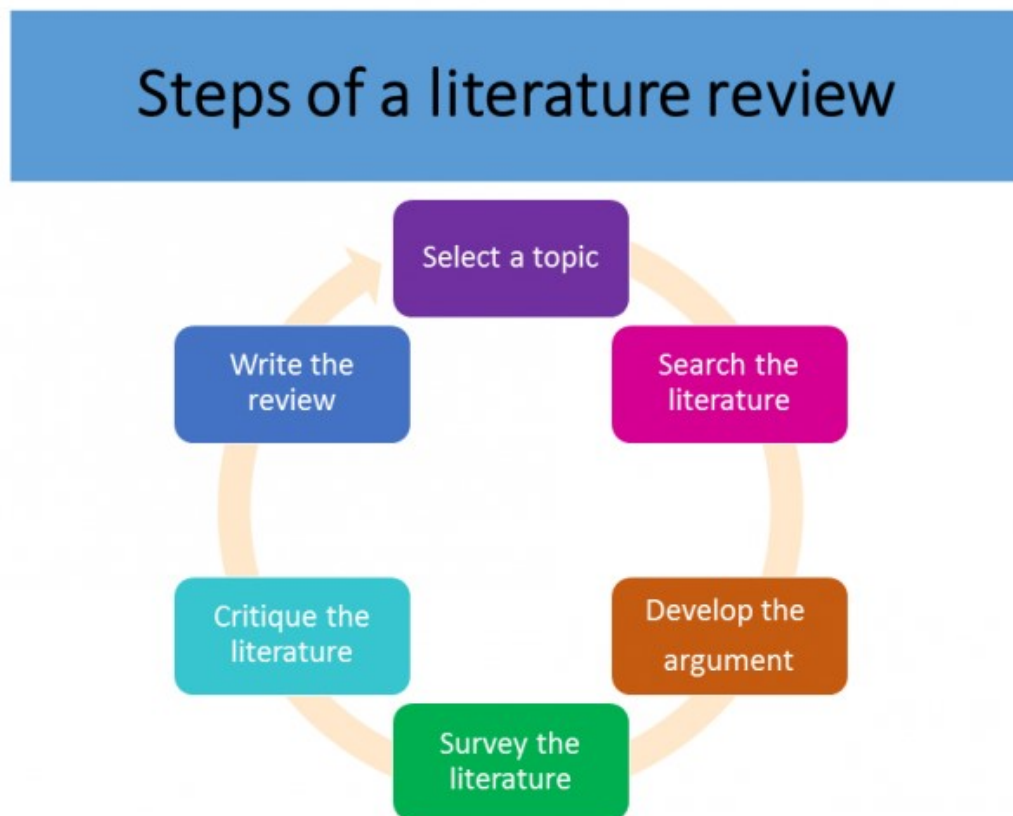 Steps of a literature review
Select a topic
Search the
literature
Develop the
argument
Survey the
literature
Critique the
literature
Write the
review